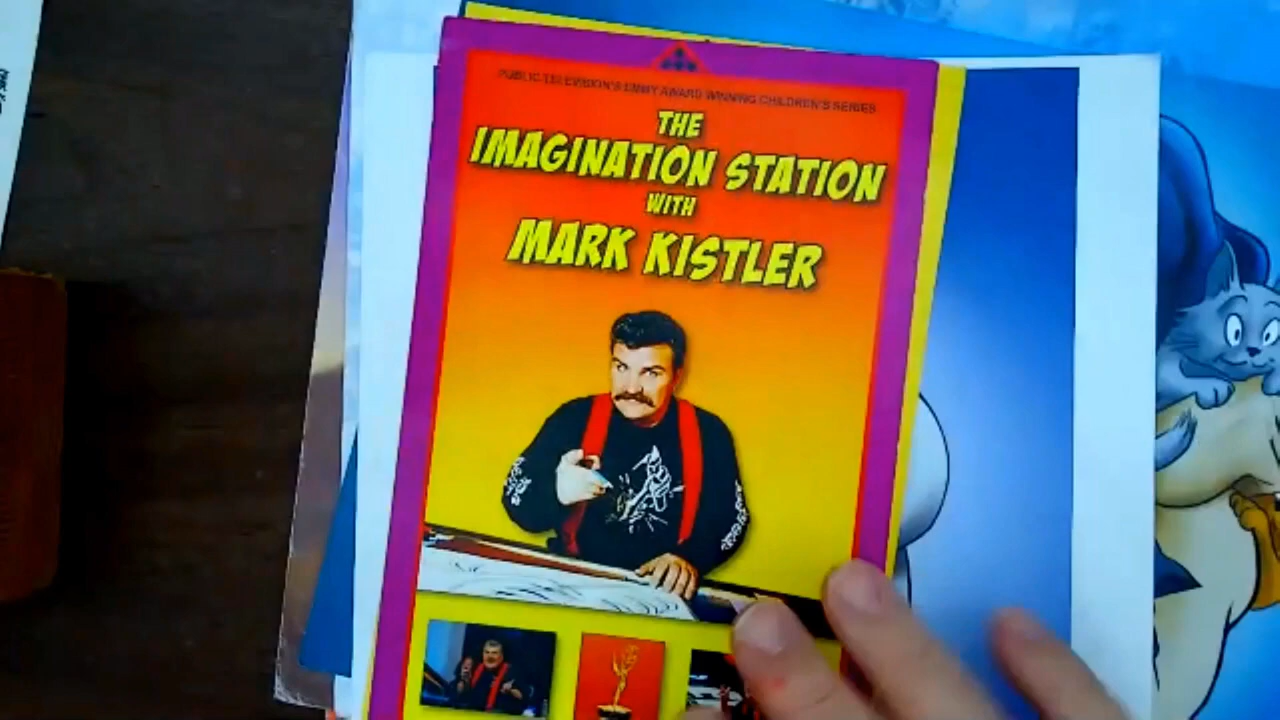 PUBLIC TELEVISION'S EMMY AWARD WINNING CHILDREN'S SERIES
THE
IMAGINATION STATION
WITH
MARK KISTLER